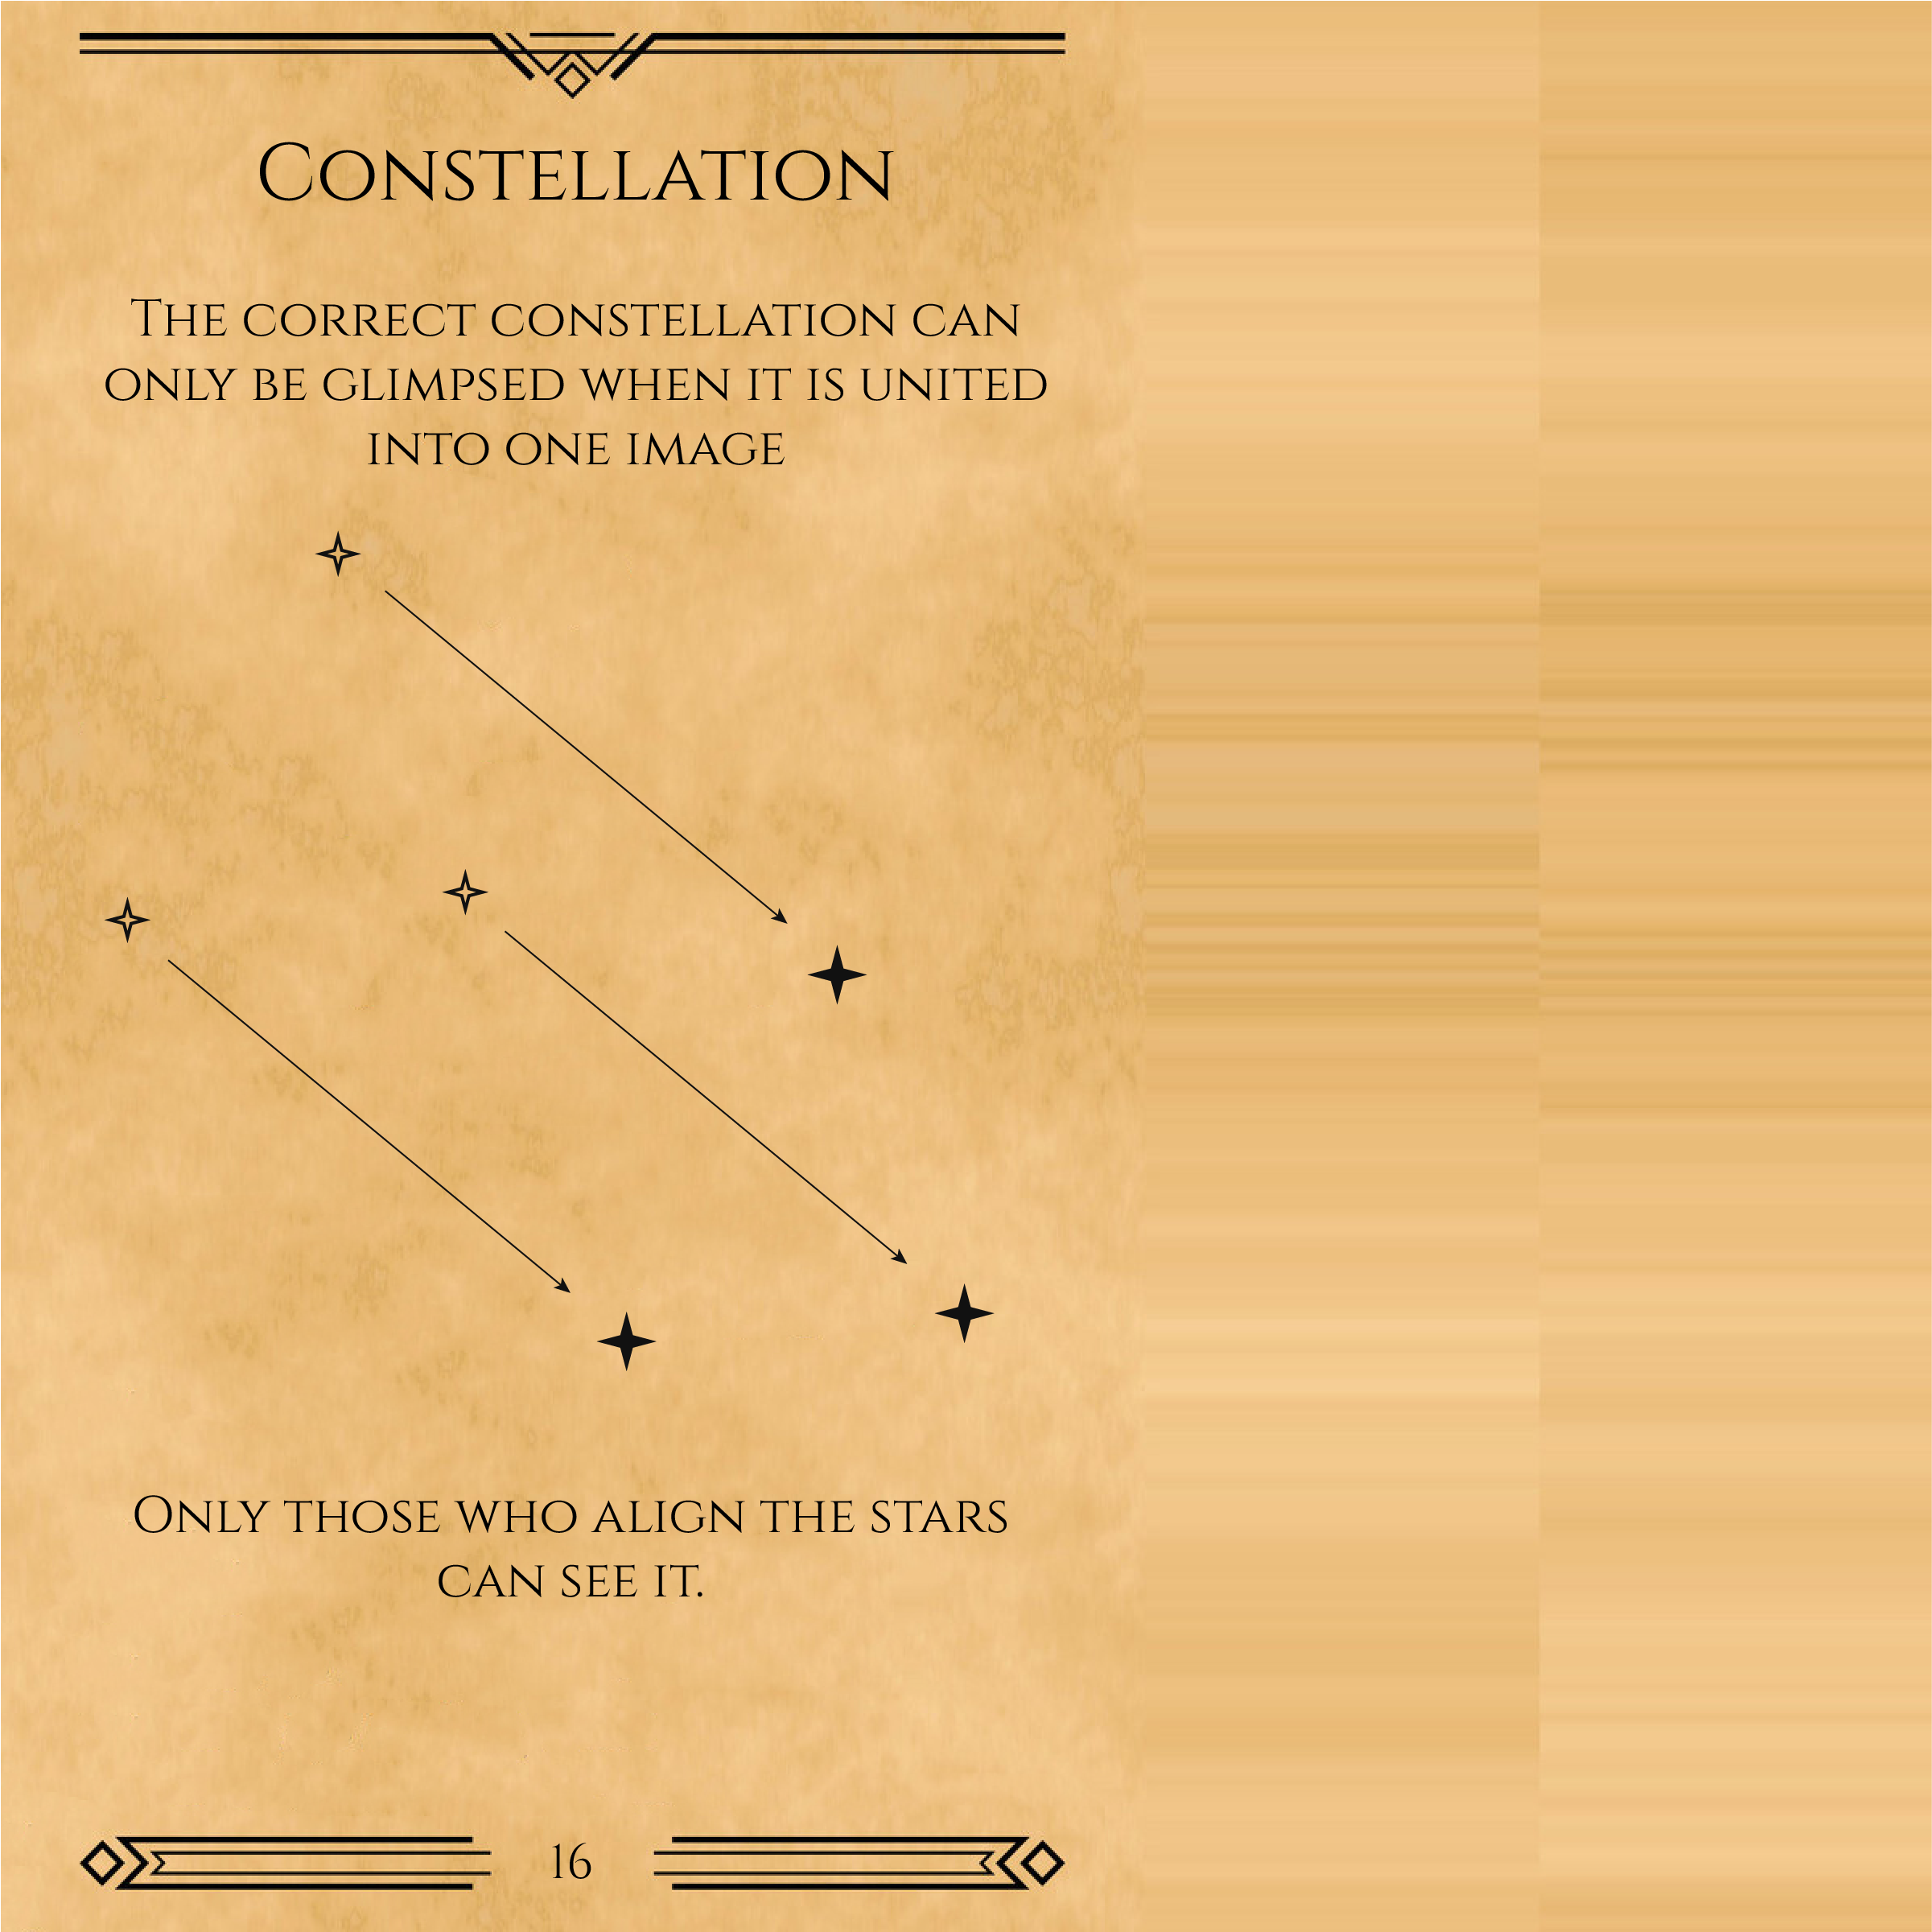 Constellation
The correct constellation can
only be glimpsed when it is united
into one image
Only those who align the stars
can see it.
16